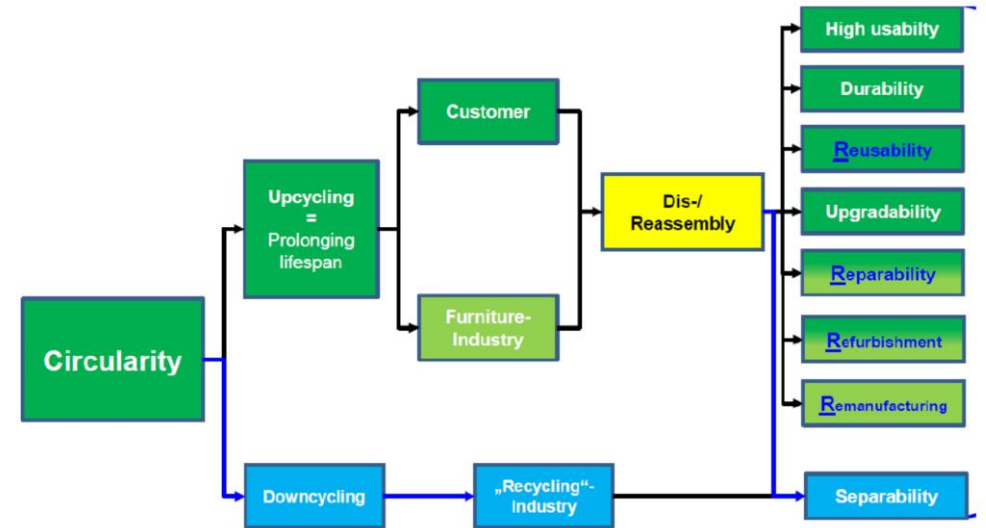 Circularity
Upcycling
=
Prolonging
lifespan
Customer
Furniture-
Industry
Dis-/
Reassembly
High usabilty
Durability
Reusability
Upgradability
Reparability
Refurbishment
Remanufacturing
Downcycling
„Recycling“-
Industry
Separability